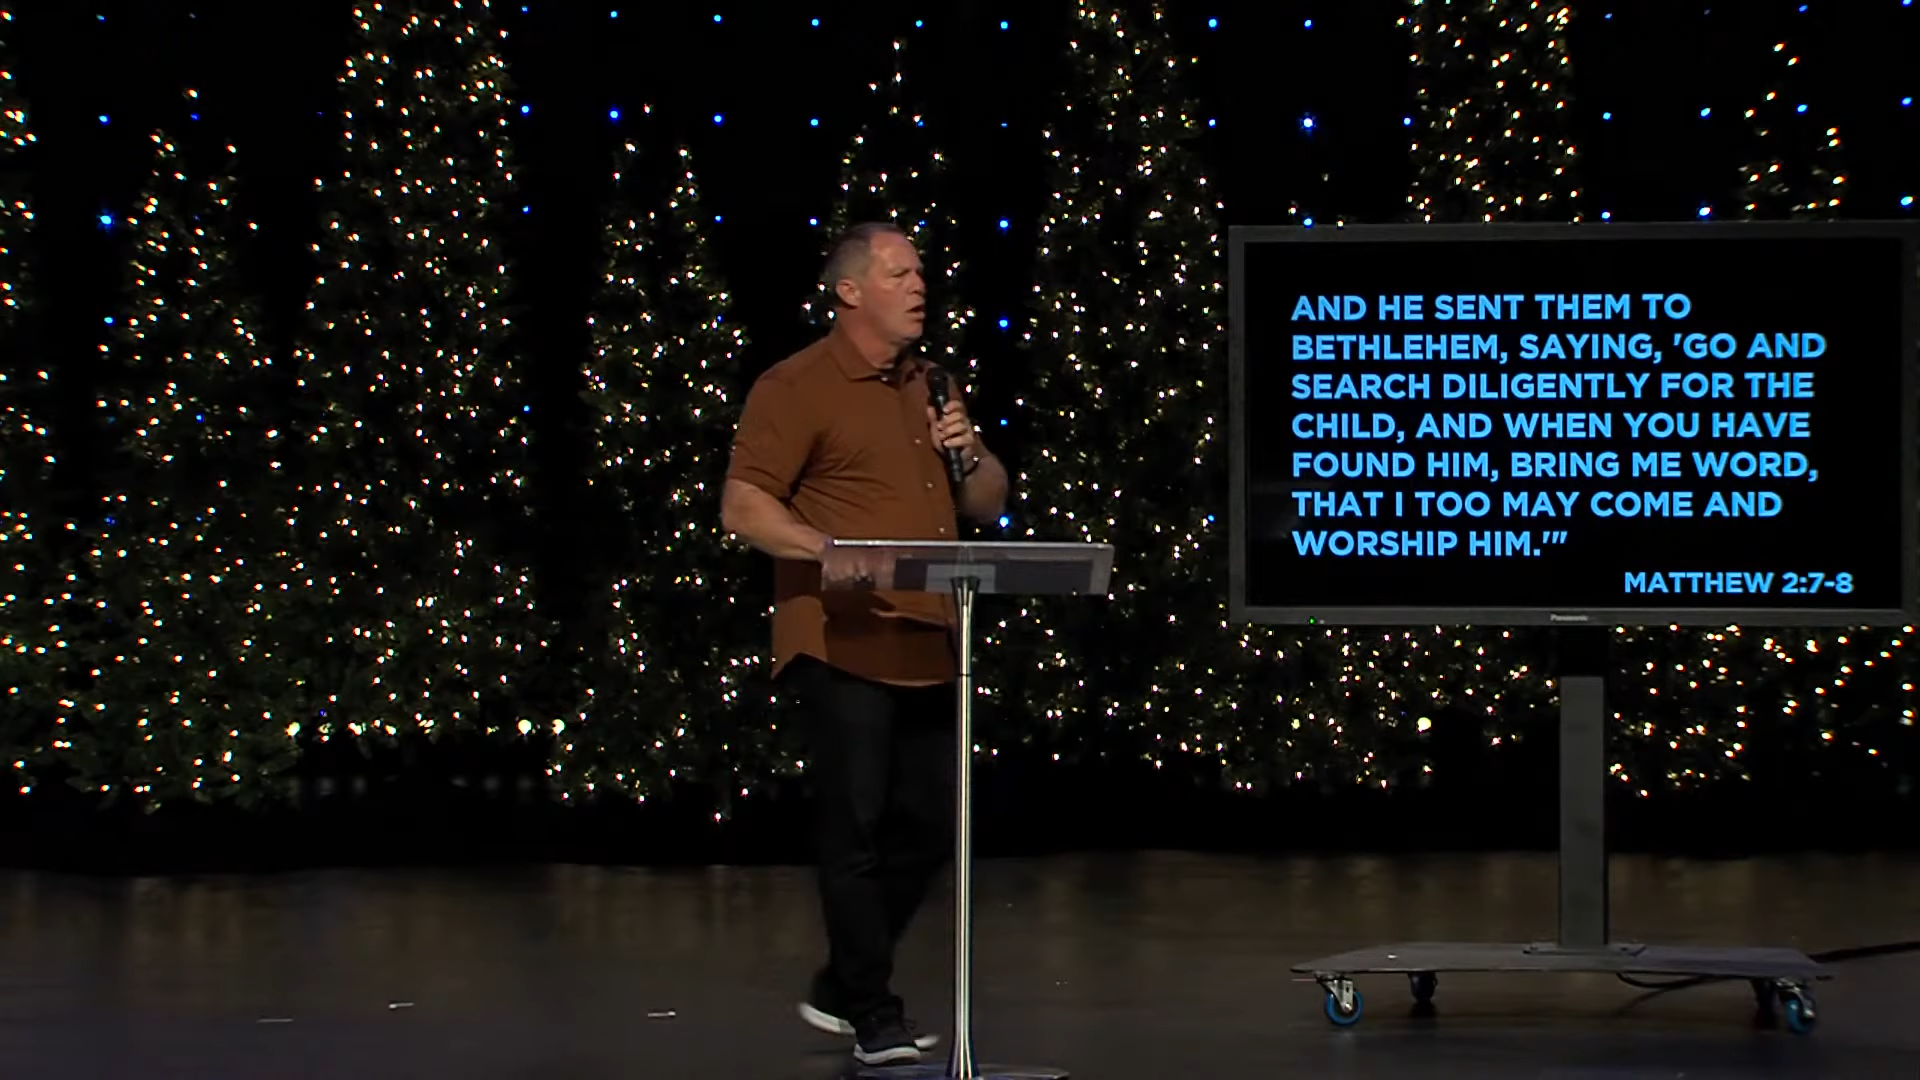 AND HE SENT THEM TO
BETHLEHEM, SAYING, 'GO AND
SEARCH DILIGENTLY FOR THE
CHILD, AND WHEN YOU HAVE
FOUND HIM, BRING ME WORD,
THAT I TOO MAY COME AND
WORSHIP HIM.'"
MATTHEW 2:7-8
Panasonic